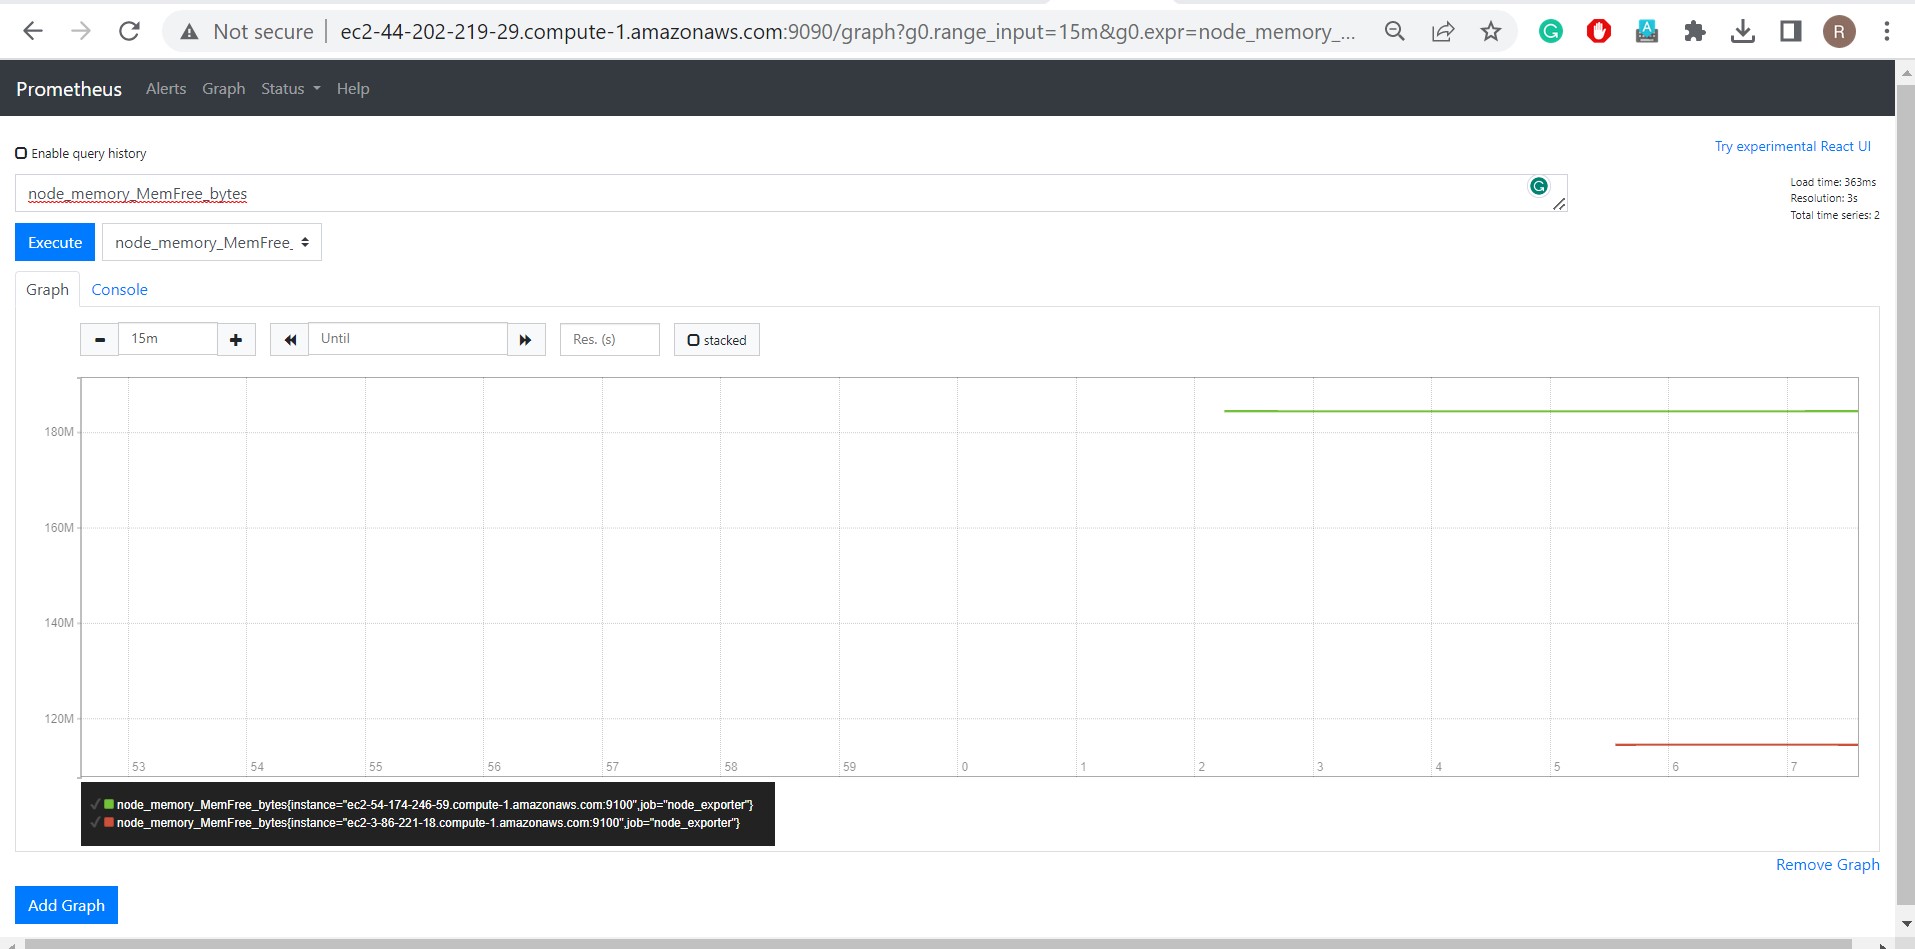 Not secure ec2-44-202-219-29.compute-1.amazonaws.com:9090/graph?g0.range_input=15m&g0.expr=node_memory_... R
Prometheus Alerts Graph Status Help
Enable query history Try experimental React UI
node_memory_MemFree_bytes
Load time: 363ms
Resolution: 3s
Total time series: 2
Execute node_memory_MemFree_
Graph Console
15m Until Res. (s) stacked
180M
160M
140M
120M
53 54 55 56 57 58 59 0 1 2 3 4 5 6 7
node_memory_MemFree_bytes{instance="ec2-54-174-246-59.compute-1.amazonaws.com:9100",job="node_exporter"}
node_memory_MemFree_bytes{instance="ec2-3-86-221-18.compute-1.amazonaws.com:9100",job="node_exporter"}
Remove Graph
Add Graph